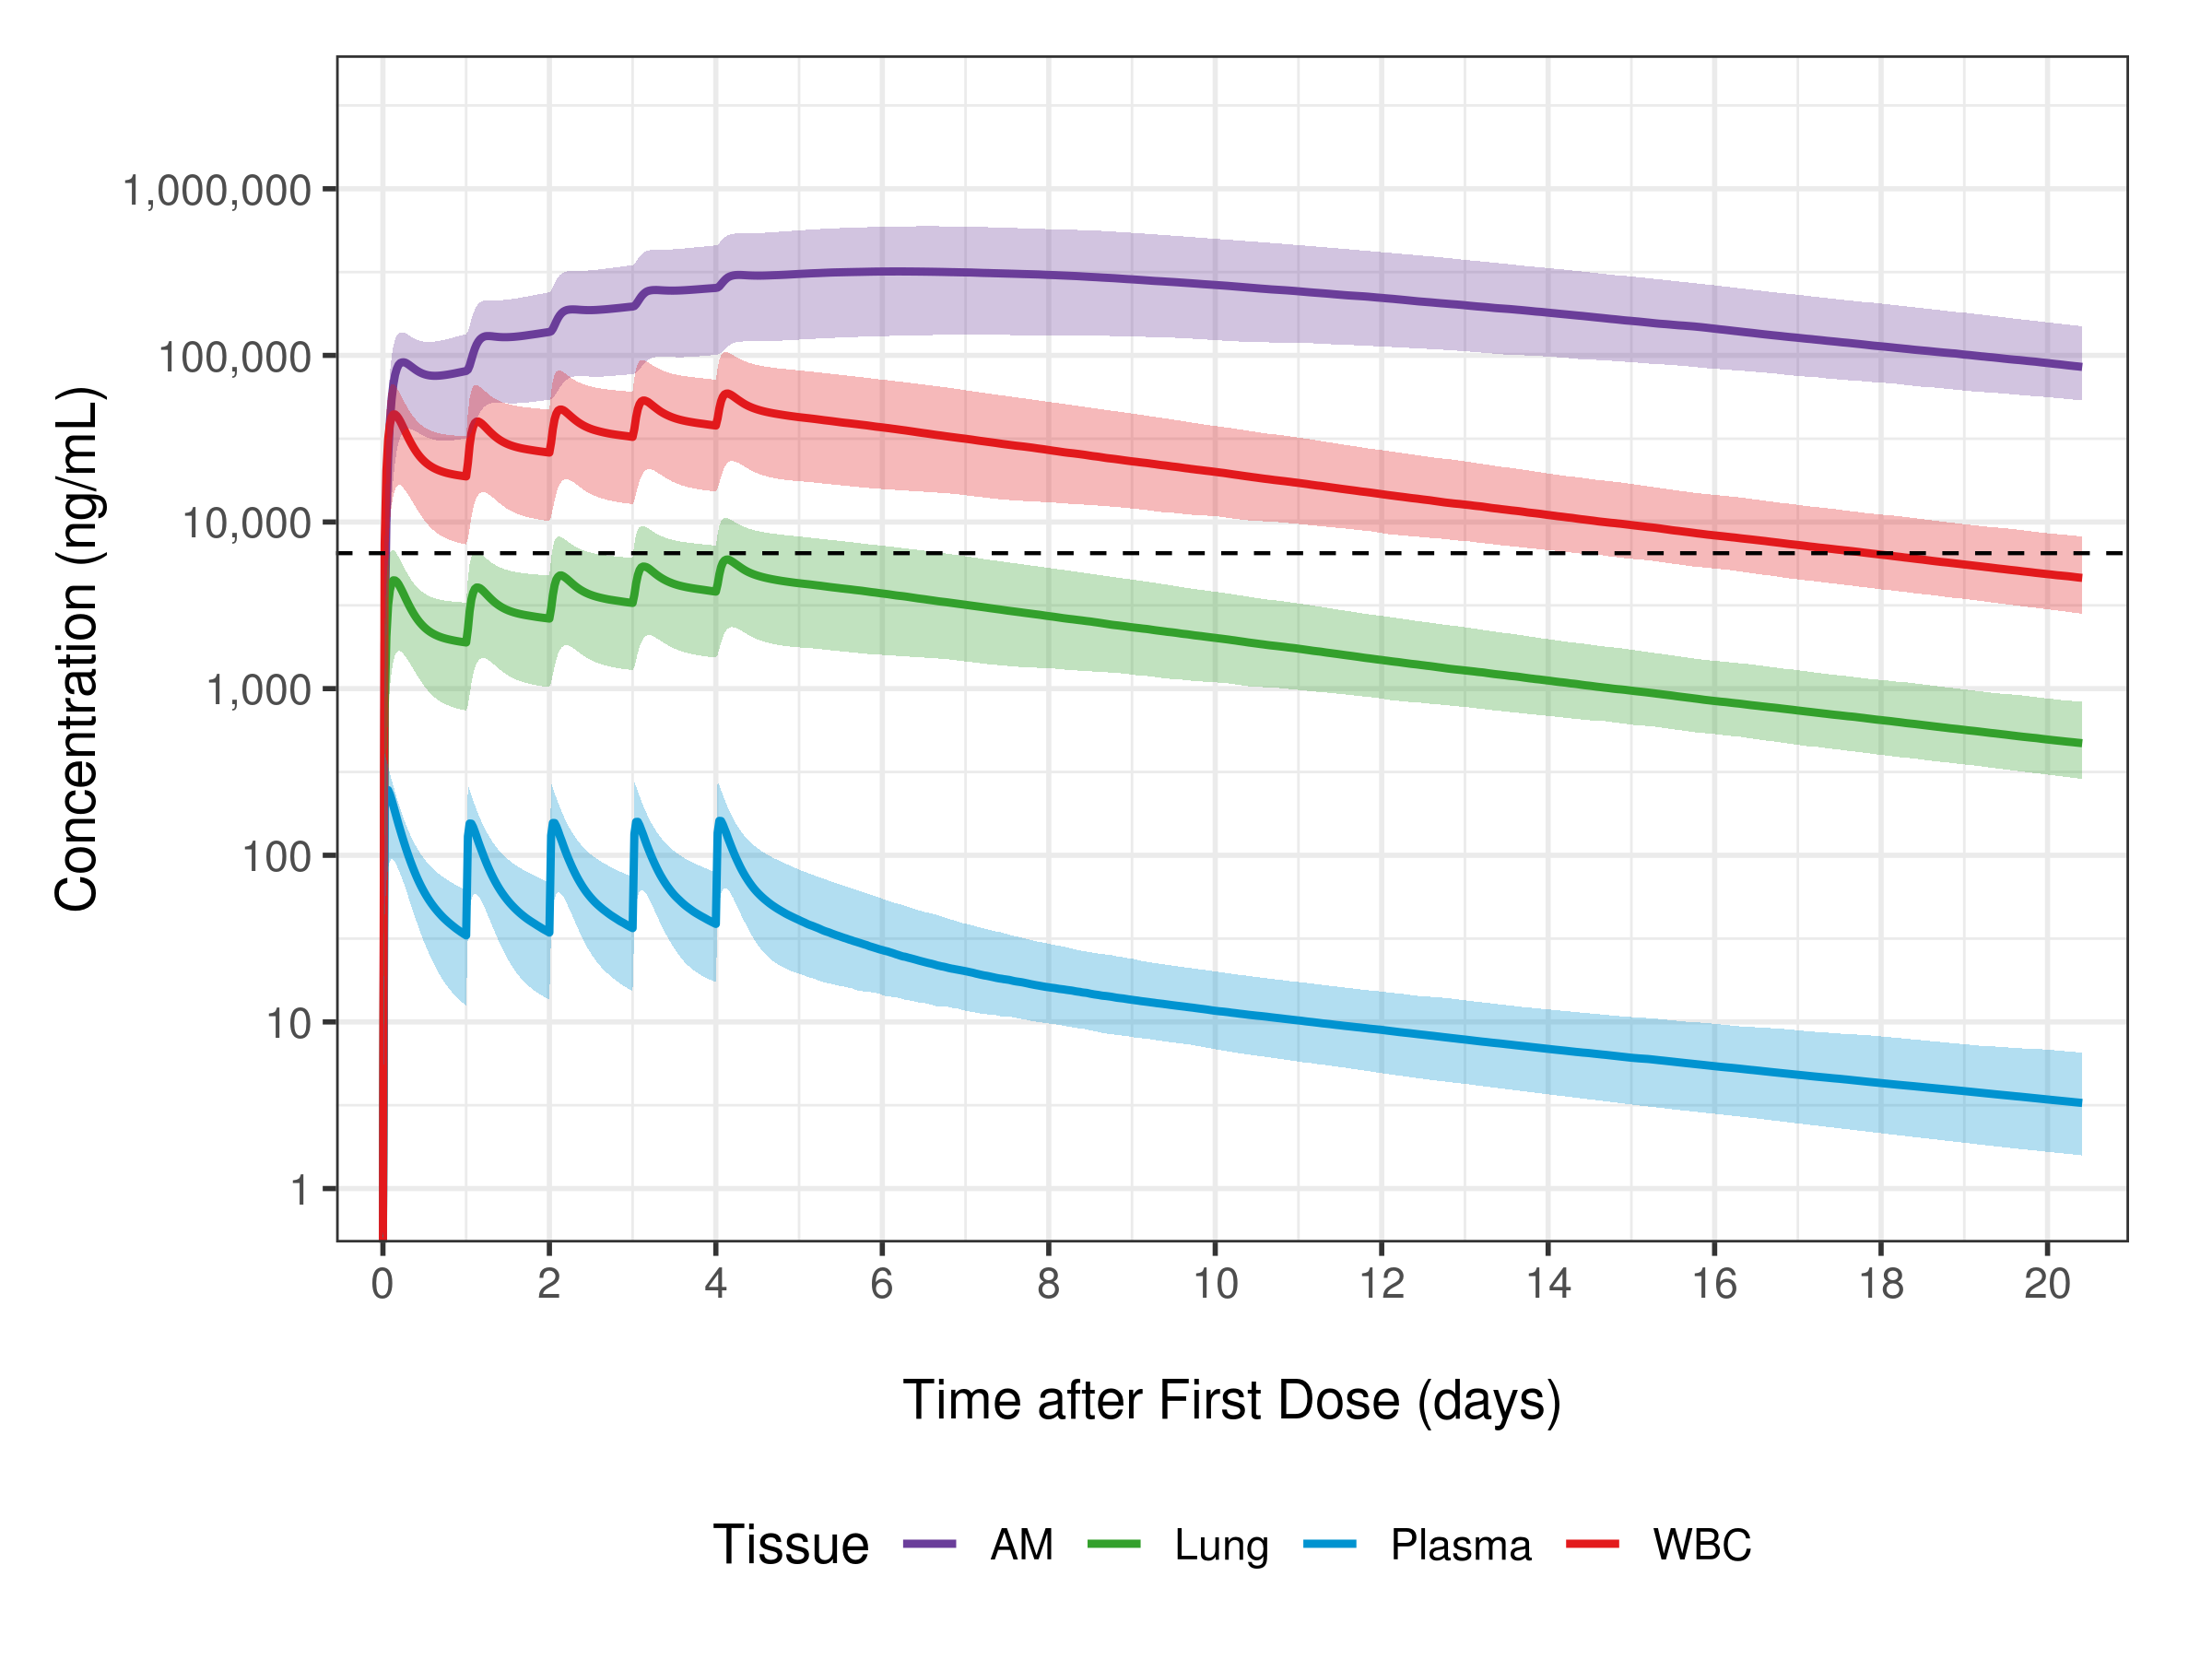 Concentration (ng/mL)
1,000,000
100,000
10,000
1,000
100
10
1
0 2 4 6 8 10 12 14 16 18 20
Time after First Dose (days)
Tissue AM Lung Plasma WBC